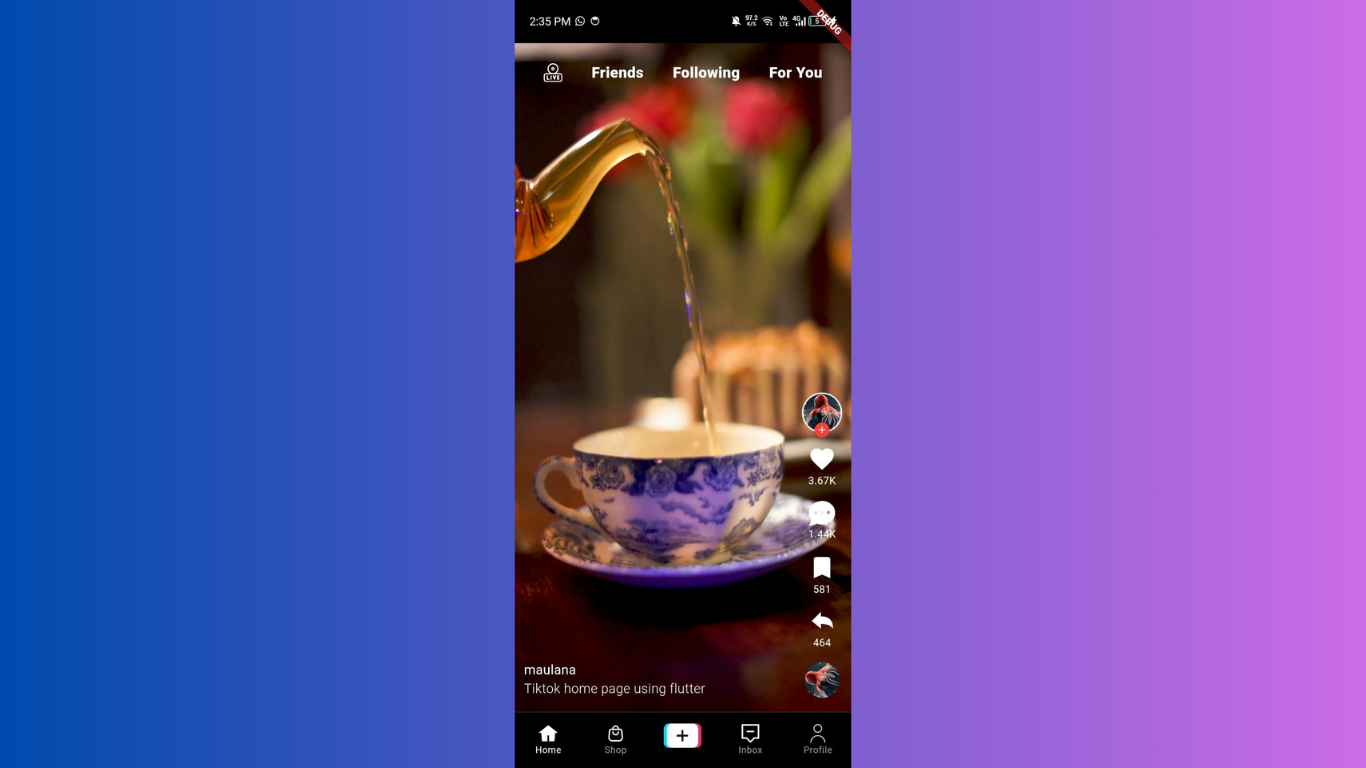 2:35 PM
97.2 K/S
Vo LTE
4G
5
DEBUG
LIVE
Friends
Following
For You
3.67K
1.44K
581
464
maulana
Tiktok home page using flutter
Home
Shop
Inbox
Profile